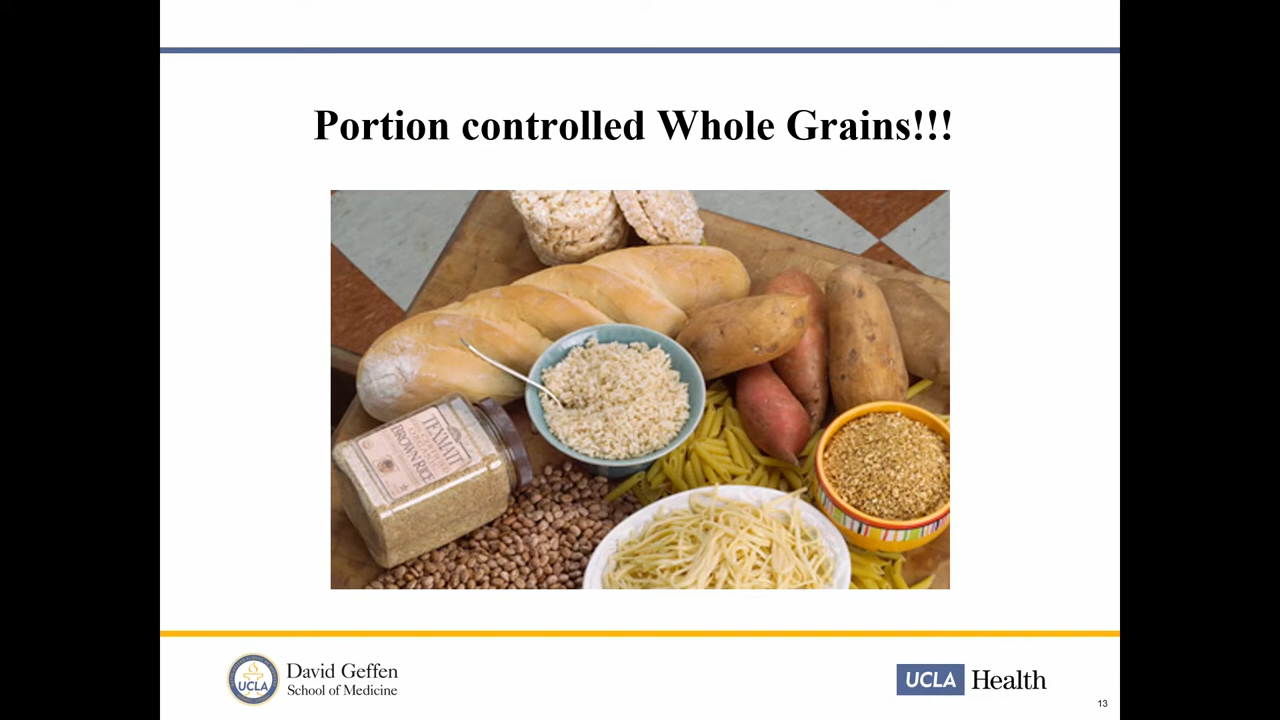 Portion controlled Whole Grains!!!
TEXMATI
BROWN RICE
UCLA
David Geffen
School of Medicine
UCLA Health
13